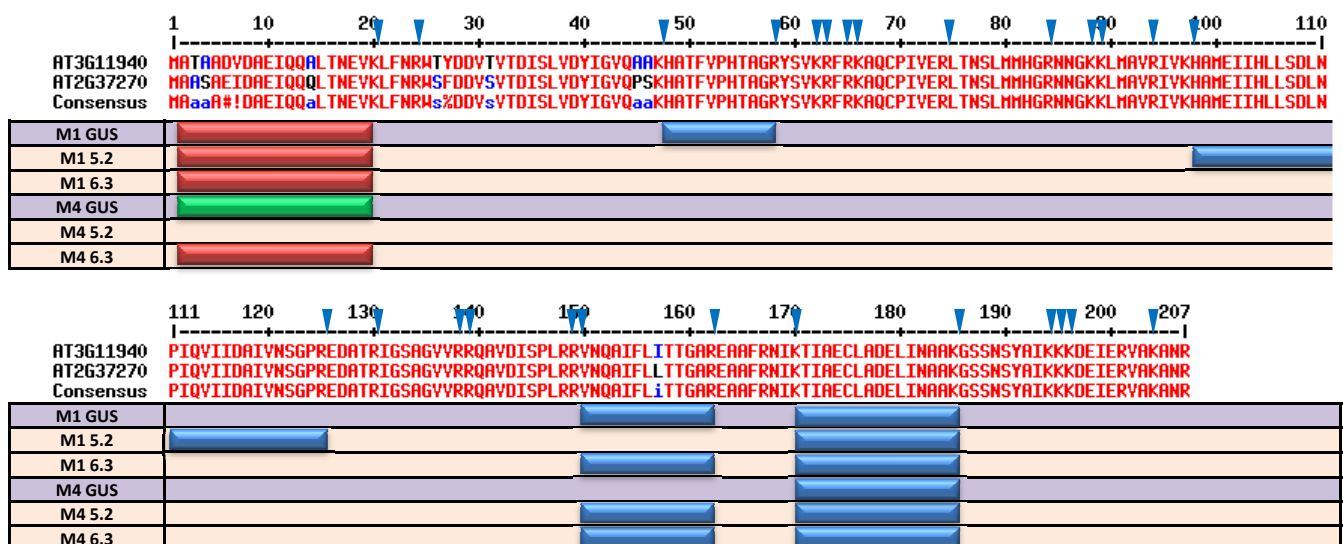 1 10 20 30 40 50 60 70 80 90 100 110
AT3G11940 MATAADVDAEIQQALTNEVKLFNRWTYDDVTVTDISLVDYIGVQAAKHATFVPHTAGRYSVKRFRKAQCPIVERLTNSLMMHGRNNGKKLMAVRIVKHAMEIIHLLSDLN
AT2G37270 MAASAEIDAEIQQQLTNEVKLFNRWSFDDVSVTDISLVDYIGVQPSKHATFVPHTAGRYSVKRFRKAQCPIVERLTNSLMMHGRNNGKKLMAVRIVKHAMEIIHLLSDLN
Consensus MAaaA#!DAEIQQaLTNEVKLFNRWs%DDVsVTDISLVDYIGVQaaKHATFVPHTAGRYSVKRFRKAQCPIVERLTNSLMMHGRNNGKKLMAVRIVKHAMEIIHLLSDLN
M1 GUS
M1 5.2
M1 6.3
M4 GUS
M4 5.2
M4 6.3
111 120 130 140 150 160 170 180 190 200 207
AT3G11940 PIQVIIDAIVNSGPREDATRIGSAGVVRRQAVDISPLRRVNQAIFLITTGAREAAFRNIKTIAECLADELINAAKGSSNSYAIKKKDEIERVAKANR
AT2G37270 PIQVIIDAIVNSGPREDATRIGSAGVVRRQAVDISPLRRVNQAIFLLTTGAREAAFRNIKTIAECLADELINAAKGSSNSYAIKKKDEIERVAKANR
Consensus PIQVIIDAIVNSGPREDATRIGSAGVVRRQAVDISPLRRVNQAIFLiTTGAREAAFRNIKTIAECLADELINAAKGSSNSYAIKKKDEIERVAKANR
M1 GUS
M1 5.2
M1 6.3
M4 GUS
M4 5.2
M4 6.3